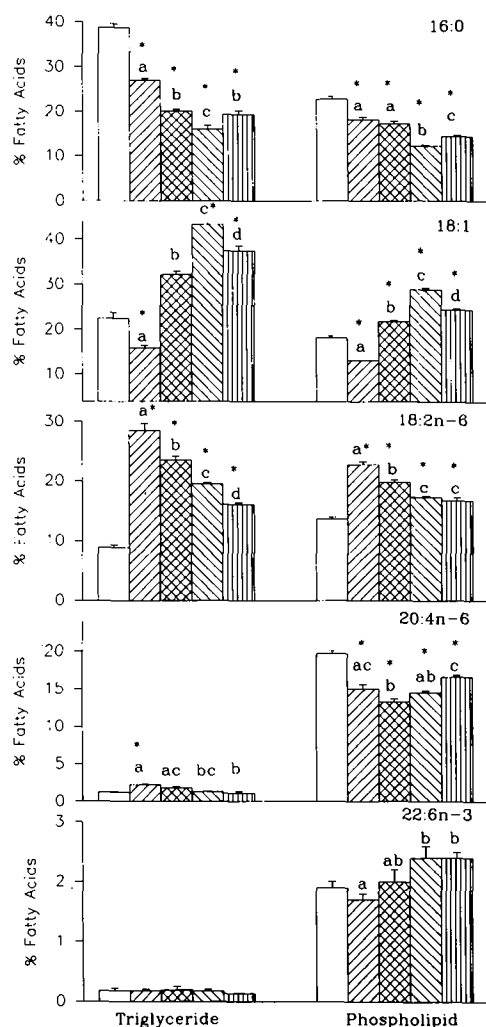 40
30
20
10
0
% Fatty Acids
16:0
*
a
*
b
*
c
*
b
*
a
*
a
*
b
*
c
40
30
20
10
% Fatty Acids
18:1
*
a
b
c*
*
d
*
a
*
b
*
c
*
d
30
20
10
0
% Fatty Acids
18:2n-6
a*
*
b
*
c
*
d
a*
*
b
*
c
*
c
20
15
10
5
0
% Fatty Acids
20:4n-6
*
a
ac
bc
b
*
ac
*
b
*
ab
*
c
3
2
1
0
% Fatty Acids
22:6n-3
a
ab
b
b
Triglyceride Phospholipid